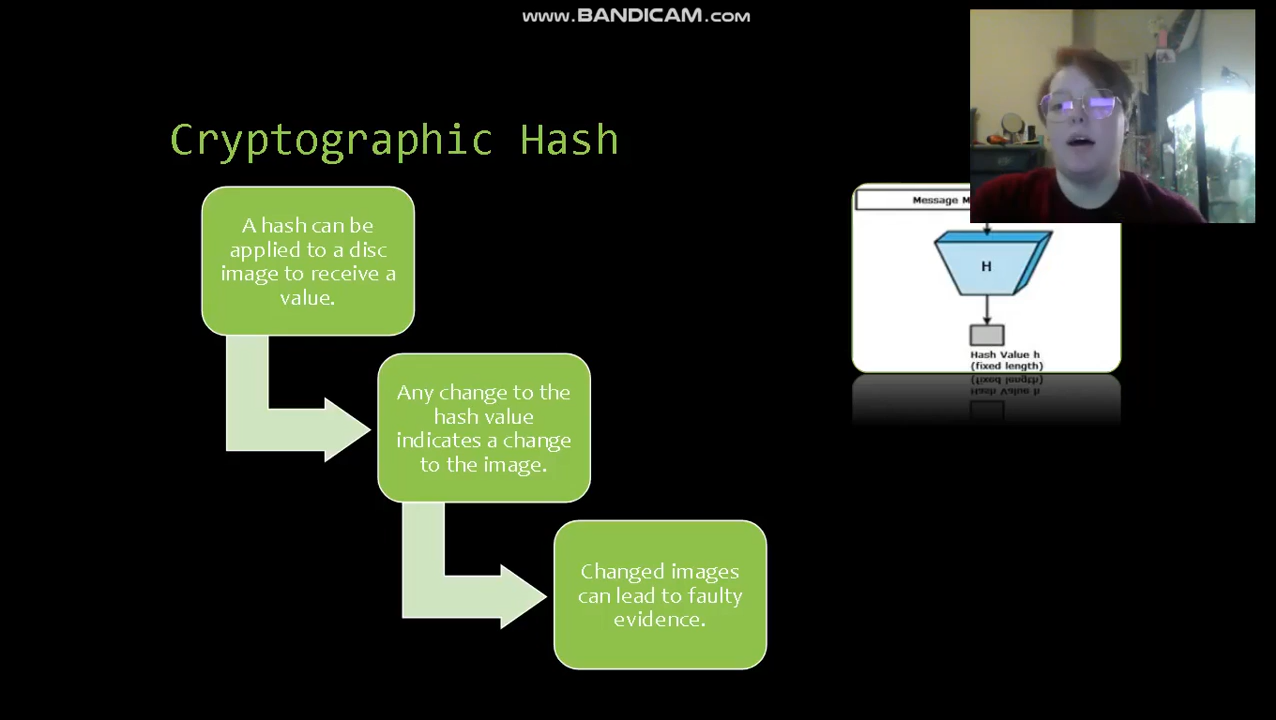 www.BANDICAM.com
Cryptographic Hash
A hash can be
applied to a disc
image to receive a
value.
Any change to the
hash value
indicates a change
to the image.
Changed images
can lead to faulty
evidence.
Message
H
Hash Value h
(fixed length)
(fixed length)